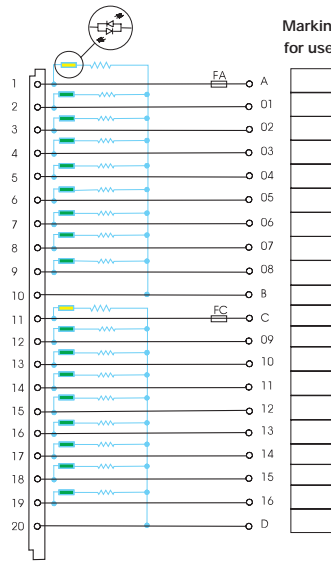 Markin
for use
FA
1 A
2 01
3 02
4 03
5 04
6 05
7 06
8 07
9 08
10 B
FC
11 C
12 09
13 10
14 11
15 12
16 13
17 14
18 15
19 16
20 D